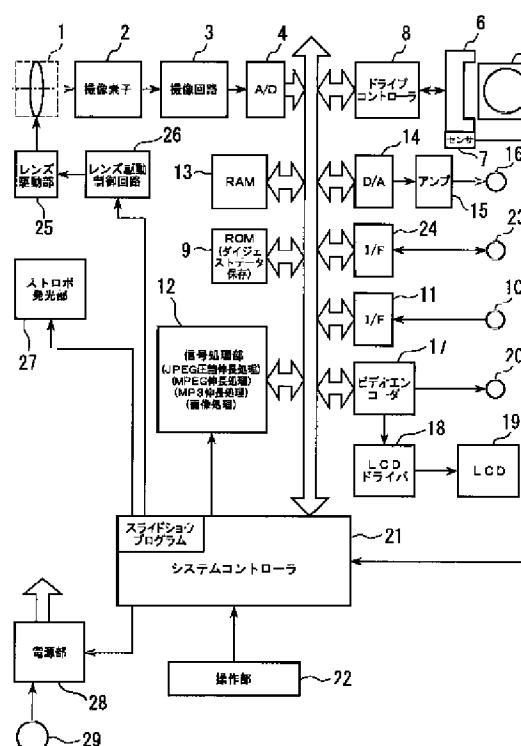 1
2
3
4
8
6
撮像素子
撮像回路
A/D
ドライブ
コントローラ
センサ
7
26
14
16
レンズ
駆動部
レンズ駆動
制御回路
13
RAM
D/A
アンプ
25
15
24
23
9
ROM
(ダイジェ
ストデータ
保存)
I/F
ストロボ
発光部
11
10
27
12
I/F
信号処理部
(JPEG圧縮伸長処理)
(MPEG伸長処理)
(MP3伸長処理)
(画像処理)
17
20
ビデオ・エン
コーダ
18
19
LCD
ドライバ
LCD
スライドショウ
プログラム
21
システムコントローラ
電源部
操作部
22
28
29